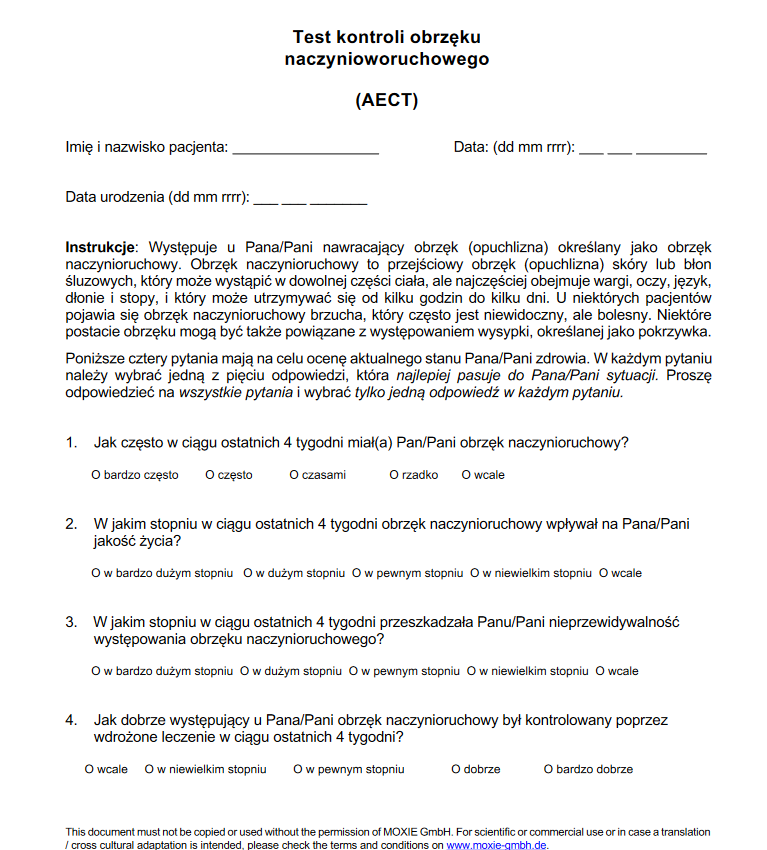 Test kontroli obrzęku
naczynioworuchowego
(AECT)
Imię i nazwisko pacjenta: __________________ Data: (dd mm rrrr): ___ ___ _________
Data urodzenia (dd mm rrrr): ___ ___ _______
Instrukcje: Występuje u Pana/Pani nawracający obrzęk (opuchlizna) określany jako obrzęk
naczynioruchowy. Obrzęk naczynioruchowy to przejściowy obrzęk (opuchlizna) skóry lub błon
śluzowych, który może wystąpić w dowolnej części ciała, ale najczęściej obejmuje wargi, oczy, język,
dłonie i stopy, i który może utrzymywać się od kilku godzin do kilku dni. U niektórych pacjentów
pojawia się obrzęk naczynioruchowy brzucha, który często jest niewidoczny, ale bolesny. Niektóre
postacie obrzęku mogą być także powiązane z występowaniem wysypki, określanej jako pokrzywka.
Poniższe cztery pytania mają na celu ocenę aktualnego stanu Pana/Pani zdrowia. W każdym pytaniu
należy wybrać jedną z pięciu odpowiedzi, która najlepiej pasuje do Pana/Pani sytuacji. Proszę
odpowiedzieć na wszystkie pytania i wybrać tylko jedną odpowiedź w każdym pytaniu.
1. Jak często w ciągu ostatnich 4 tygodni miał(a) Pan/Pani obrzęk naczynioruchowy?
O bardzo często O często O czasami O rzadko O wcale
2. W jakim stopniu w ciągu ostatnich 4 tygodni obrzęk naczynioruchowy wpływał na Pana/Pani
jakość życia?
O w bardzo dużym stopniu O w dużym stopniu O w pewnym stopniu O w niewielkim stopniu O wcale
3. W jakim stopniu w ciągu ostatnich 4 tygodni przeszkadzała Panu/Pani nieprzewidywalność
występowania obrzęku naczynioruchowego?
O w bardzo dużym stopniu O w dużym stopniu O w pewnym stopniu O w niewielkim stopniu O wcale
4. Jak dobrze występujący u Pana/Pani obrzęk naczynioruchowy był kontrolowany poprzez
wdrożone leczenie w ciągu ostatnich 4 tygodni?
O wcale O w niewielkim stopniu O w pewnym stopniu O dobrze O bardzo dobrze
This document must not be copied or used without the permission of MOXIE GmbH. For scientific or commercial use or in case a translation
/ cross cultural adaptation is intended, please check the terms and conditions on www.moxie-gmbh.de.